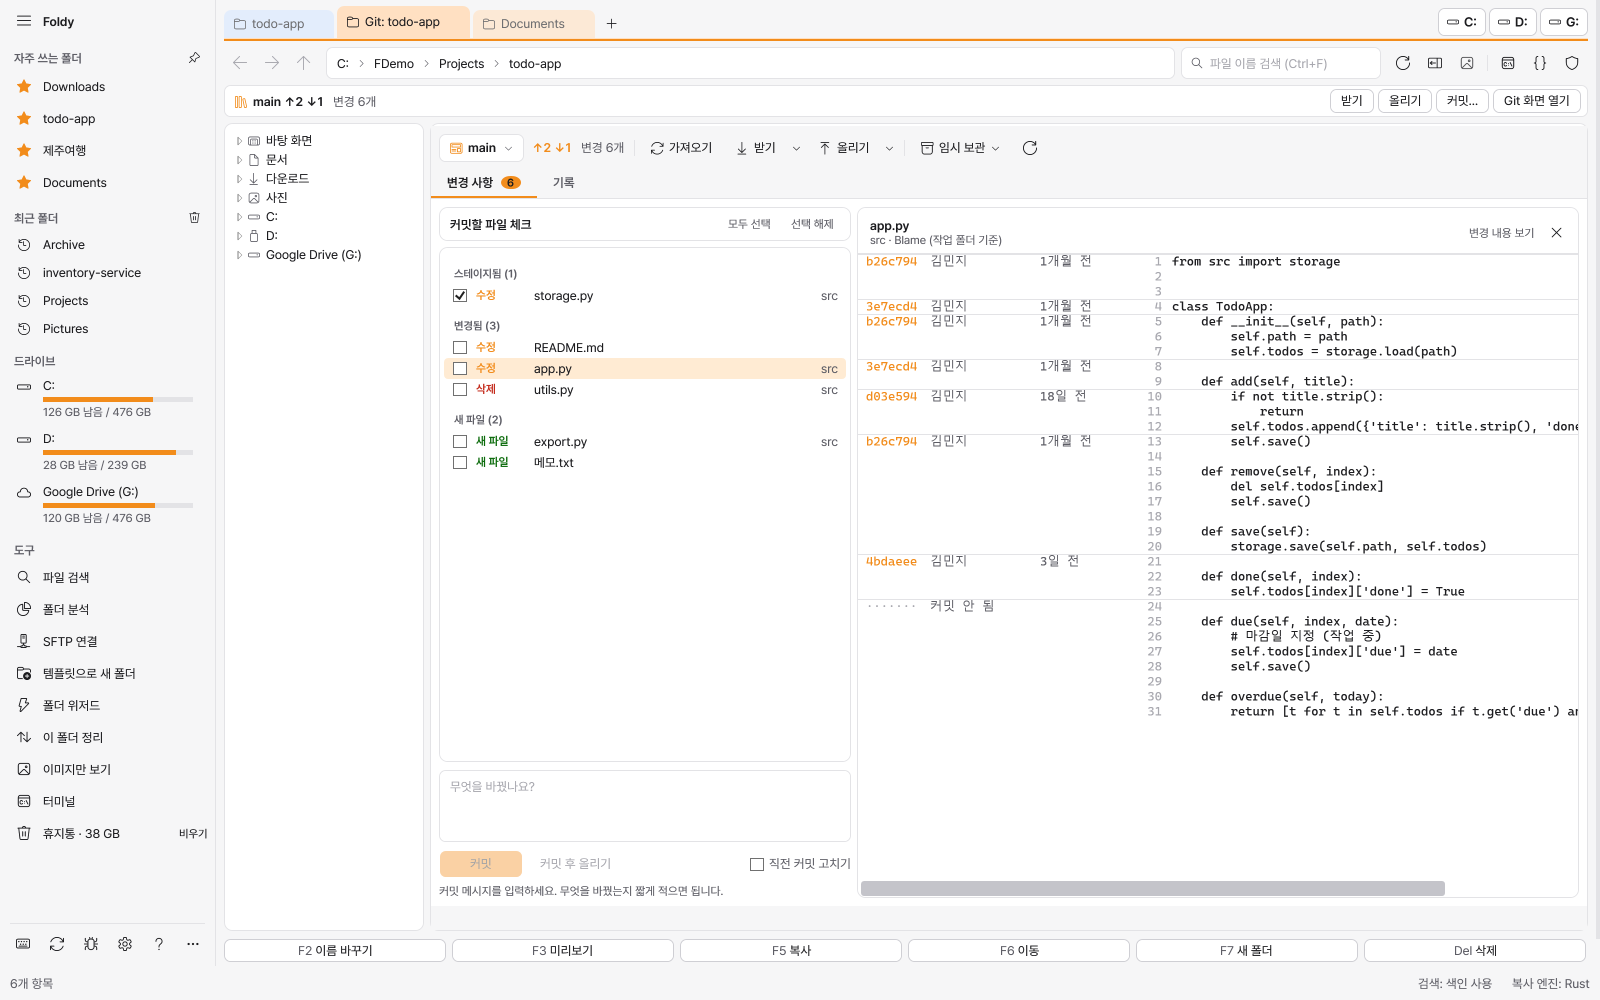 Foldy
자주 쓰는 폴더
Downloads
todo-app
제주여행
Documents
최근 폴더
Archive
inventory-service
Projects
Pictures
드라이브
C:
126 GB 남음 / 476 GB
D:
28 GB 남음 / 239 GB
Google Drive (G:)
120 GB 남음 / 476 GB
도구
파일 검색
폴더 분석
SFTP 연결
템플릿으로 새 폴더
폴더 위저드
이 폴더 정리
이미지만 보기
터미널
휴지통 · 38 GB 비우기
6개 항목
todo-app Git: todo-app Documents
C: D: G:
C: FDemo Projects todo-app
파일 이름 검색 (Ctrl+F)
main ↑2 ↓1 변경 6개
받기 올리기 커밋... Git 화면 열기
바탕 화면
문서
다운로드
사진
C:
D:
Google Drive (G:)
main ↑2 ↓1 변경 6개 가져오기 받기 올리기 임시 보관
변경 사항 6 기록
커밋할 파일 체크 모두 선택 선택 해제
스테이지됨 (1)
수정 storage.py src
변경됨 (3)
수정 README.md
수정 app.py src
삭제 utils.py src
새 파일 (2)
새 파일 export.py src
새 파일 메모.txt
무엇을 바꿨나요?
커밋 커밋 후 올리기 직전 커밋 고치기
커밋 메시지를 입력하세요. 무엇을 바꿨는지 짧게 적으면 됩니다.
app.py
src · Blame (작업 폴더 기준)
변경 내용 보기
b26c794 김민지 1개월 전 1 from src import storage
2
3
3e7ecd4 김민지 1개월 전 4 class TodoApp:
b26c794 김민지 1개월 전 5 def __init__(self, path):
6 self.path = path
7 self.todos = storage.load(path)
3e7ecd4 김민지 1개월 전 8
9 def add(self, title):
d03e594 김민지 18일 전 10 if not title.strip():
11 return
12 self.todos.append({'title': title.strip(), 'done
b26c794 김민지 1개월 전 13 self.save()
14
15 def remove(self, index):
16 del self.todos[index]
17 self.save()
18
19 def save(self):
20 storage.save(self.path, self.todos)
4bdaeee 김민지 3일 전 21
22 def done(self, index):
23 self.todos[index]['done'] = True
······· 커밋 안 됨 24
25 def due(self, index, date):
26 # 마감일 지정 (작업 중)
27 self.todos[index]['due'] = date
28 self.save()
29
30 def overdue(self, today):
31 return [t for t in self.todos if t.get('due') an
F2 이름 바꾸기 F3 미리보기 F5 복사 F6 이동 F7 새 폴더 Del 삭제
검색: 색인 사용 복사 엔진: Rust